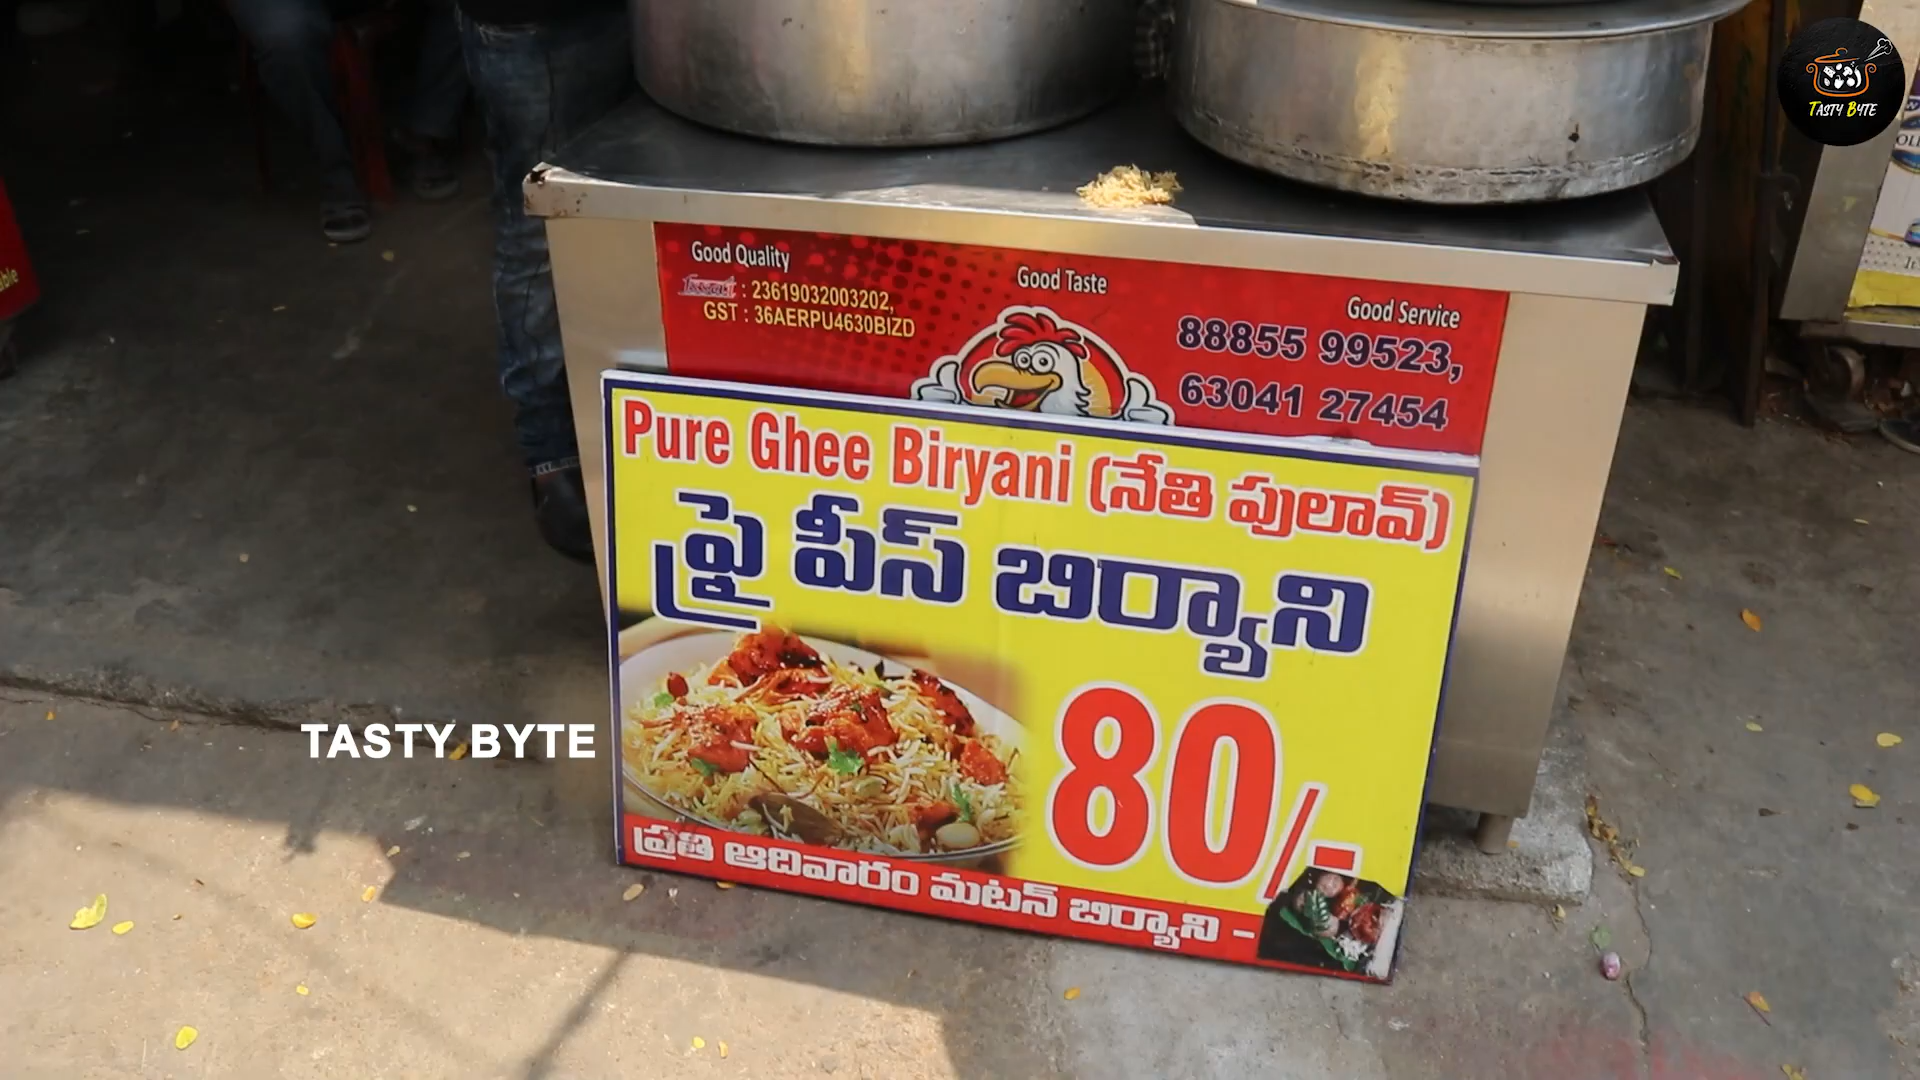 TASTY BYTE
Good Quality
Good Taste
Good Service
fssai : 23619032003202,
GST : 36AERPU4630BIZD
88855 99523,
63041 27454
Pure Ghee Biryani (నేతి పులావ్)
ఫ్రై పీస్ బిర్యాని
80/-
ప్రతి ఆదివారం మటన్ బిర్యాని -
TASTY BYTE